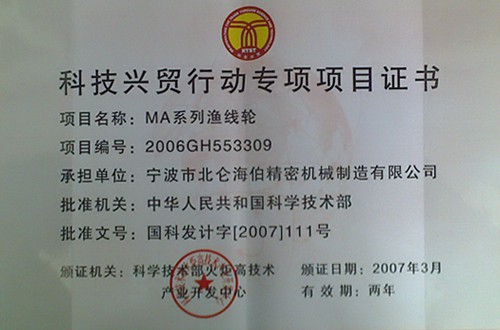 科技兴贸行动专项项目证书
项目名称：MA系列渔线轮
项目编号：2006GH553309
承担单位：宁波市北仑海伯精密机械制造有限公司
批准机关：中华人民共和国科学技术部
批准文号：国科发计字[2007]111号
颁证机关：科学技术部火炬高技术 颁证日期：2007年3月
产业开发中心 有效期：两年